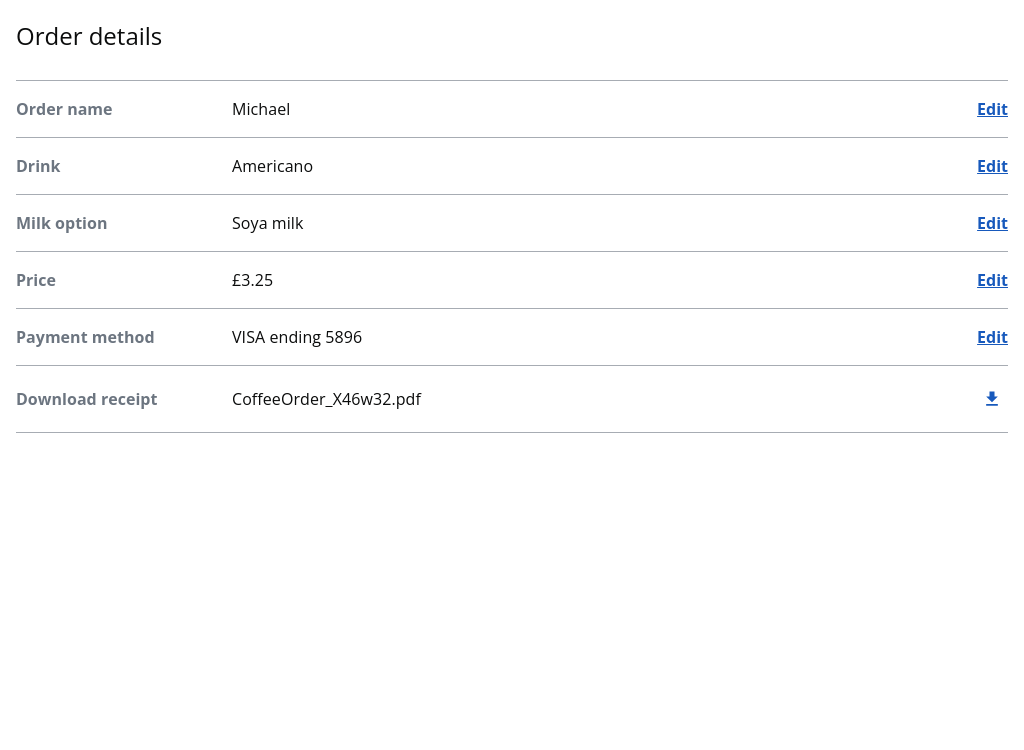 Order details
Order name Michael Edit
Drink Americano Edit
Milk option Soya milk Edit
Price £3.25 Edit
Payment method VISA ending 5896 Edit
Download receipt CoffeeOrder_X46w32.pdf